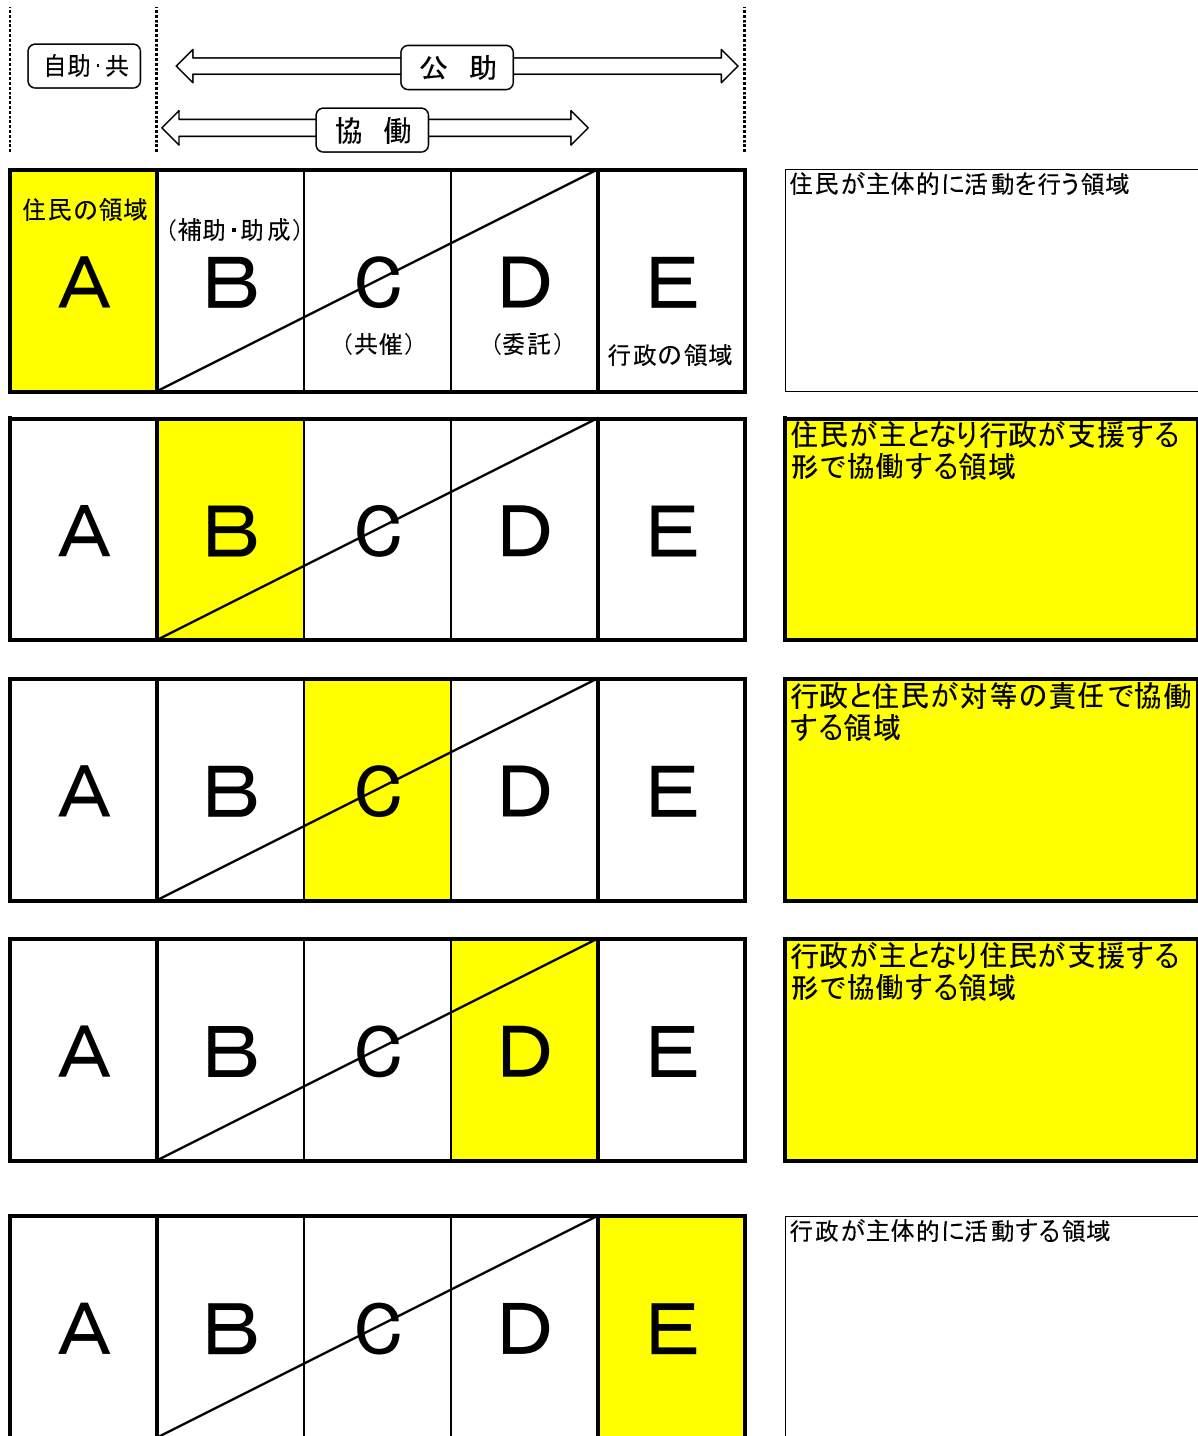 自助・共
公 助
協 働
住民の領域
A
(補助・助成)
B
C
(共催)
D
(委託)
E
行政の領域
住民が主体的に活動を行う領域
A B C D E
住民が主となり行政が支援する
形で協働する領域
A B C D E
行政と住民が対等の責任で協働
する領域
A B C D E
行政が主となり住民が支援する
形で協働する領域
A B C D E
行政が主体的に活動する領域